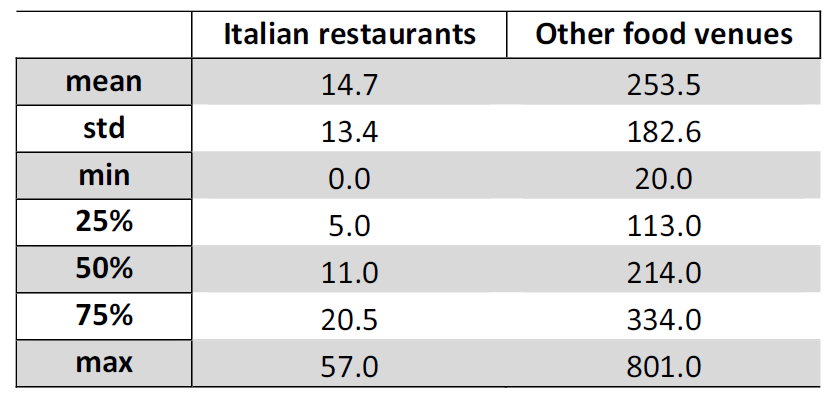 Italian restaurants Other food venues
mean 14.7 253.5
std 13.4 182.6
min 0.0 20.0
25% 5.0 113.0
50% 11.0 214.0
75% 20.5 334.0
max 57.0 801.0